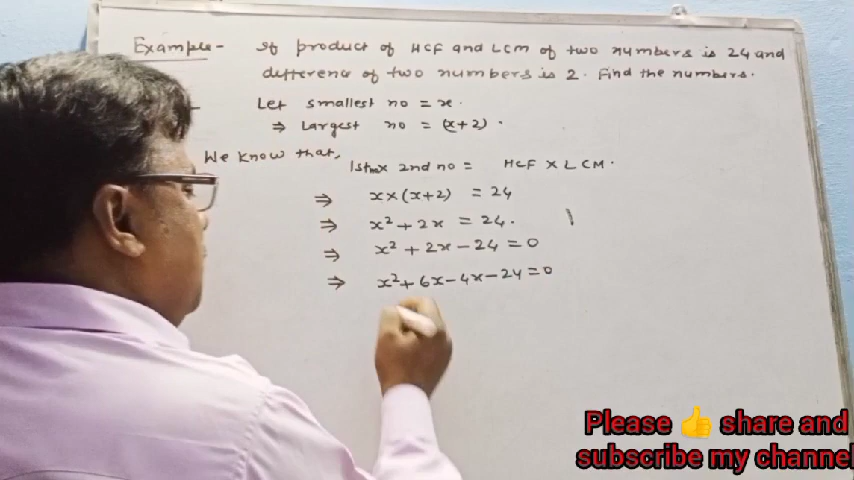 Example- If product of HCF and LCM of two numbers is 24 and
difference of two numbers is 2. Find the numbers.
Let smallest no = x.
⇒ Largest no = (x+2).
We know that,
1st no x 2nd no = HCF X LCM.
⇒ x x (x+2) = 24
⇒ x² + 2x = 24.
⇒ x² + 2x - 24 = 0
⇒ x² + 6x - 4x - 24 = 0
Please 👍 share and
subscribe my channel